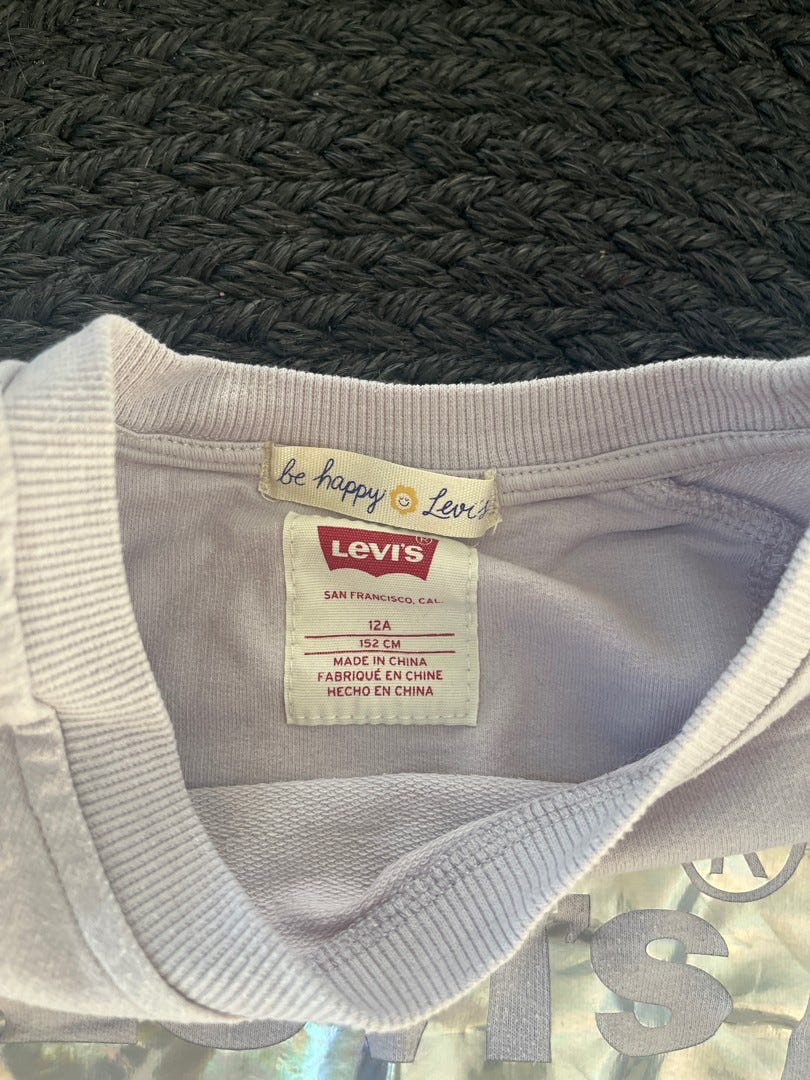 be happy Levi's
LEVI'S®
SAN FRANCISCO, CAL.
12A
152 CM
MADE IN CHINA
FABRIQUÉ EN CHINE
HECHO EN CHINA
Levi's®